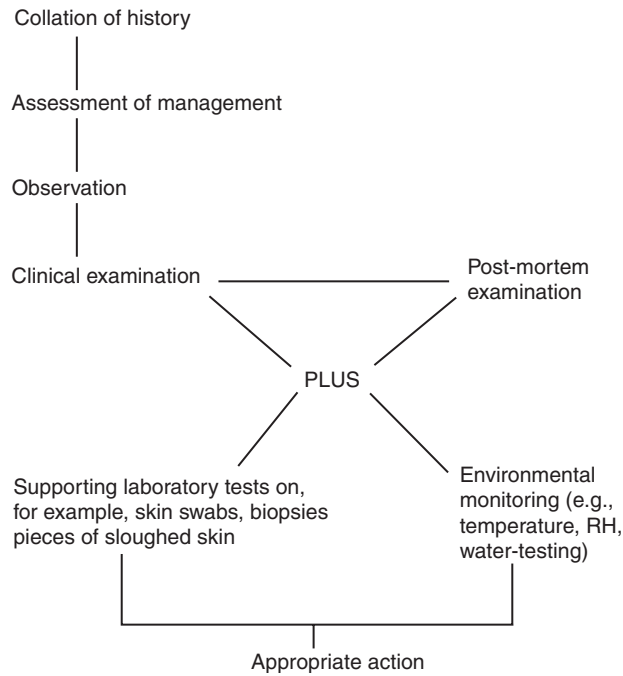 Collation of history
Assessment of management
Observation
Clinical examination
Post-mortem
examination
PLUS
Supporting laboratory tests on,
for example, skin swabs, biopsies
pieces of sloughed skin
Environmental
monitoring (e.g.,
temperature, RH,
water-testing)
Appropriate action